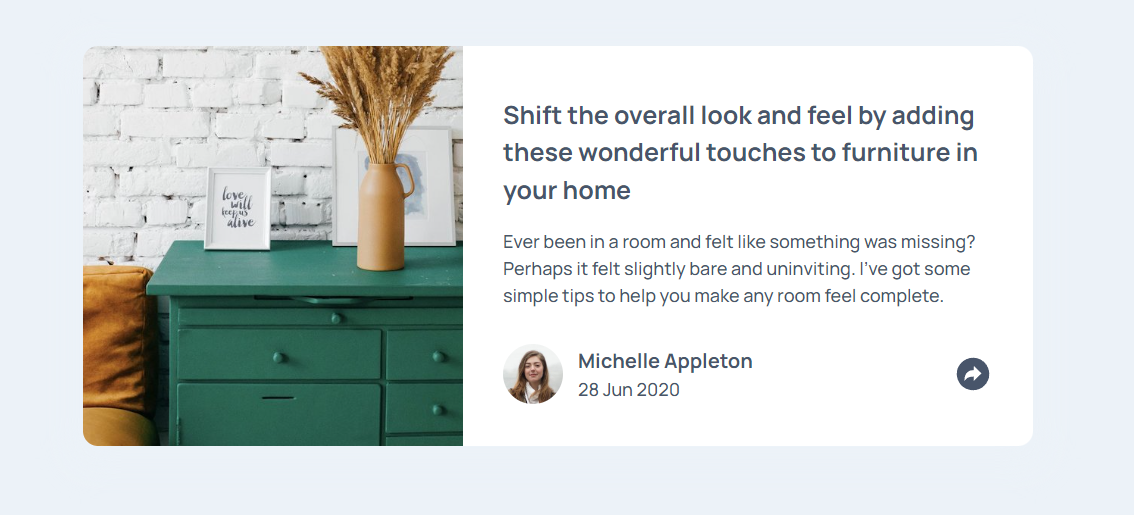 love
will
keep us
alive
Shift the overall look and feel by adding
these wonderful touches to furniture in
your home
Ever been in a room and felt like something was missing?
Perhaps it felt slightly bare and uninviting. I've got some
simple tips to help you make any room feel complete.
Michelle Appleton
28 Jun 2020